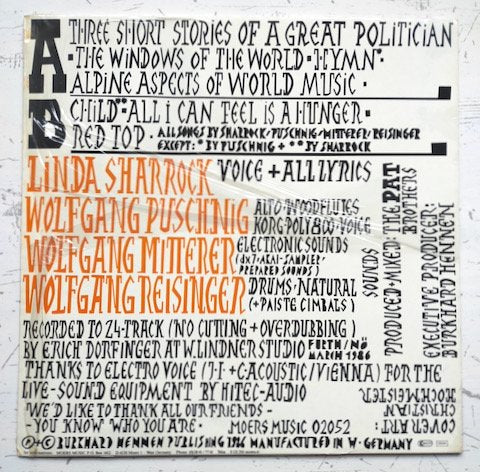 A THREE SHORT STORIES OF A GREAT POLITICIAN
• THE WINDOWS OF THE WORLD • HYMN* •
ALPINE ASPECTS OF WORLD MUSIC •
B CHILD** • ALL I CAN FEEL IS A HUNGER •
RED TOP • ALL SONGS BY SHARROCK/PUSCHNIG/MITTERER/REISINGER
EXCEPT: * BY PUSCHNIG + ** BY SHARROCK
LINDA SHARROCK VOICE + ALL LYRICS
WOLFGANG PUSCHNIG ALTO • WOODFLUTES
KORG POLY 800 • VOICE
WOLFGANG MITTERER ELECTRONIC SOUNDS
(dx7 • AKAI-SAMPLER
PREPARED SOUNDS)
WOLFGANG REISINGER DRUMS • NATURAL
(+ PAISTE CIMBALS)
SOUNDS
PRODUCED + MIXED: THE PAT
BROTHERS
EXECUTIVE PRODUCER:
BURKHARD HENNEN
RECORDED TO 24-TRACK (NO CUTTING + OVERDUBBING)
BY ERICH DORFINGER AT W. LINDNER STUDIO FURTH/NÖ
MARCH 1986
THANKS TO ELECTRO VOICE (J-I + C-ACOUSTIC/VIENNA) FOR THE
LIVE-SOUND EQUIPMENT BY HITEC-AUDIO
WE'D LIKE TO THANK ALL OUR FRIENDS -
- YOU KNOW WHO YOU ARE • MOERS MUSIC 02052
COVER ART:
CHRISTIAN
KOCHMEISTER
Ⓟ + © BURKHARD HENNEN PUBLISHING 1986 MANUFACTURED IN W • GERMANY
MOERS MUSIC P.O. Box